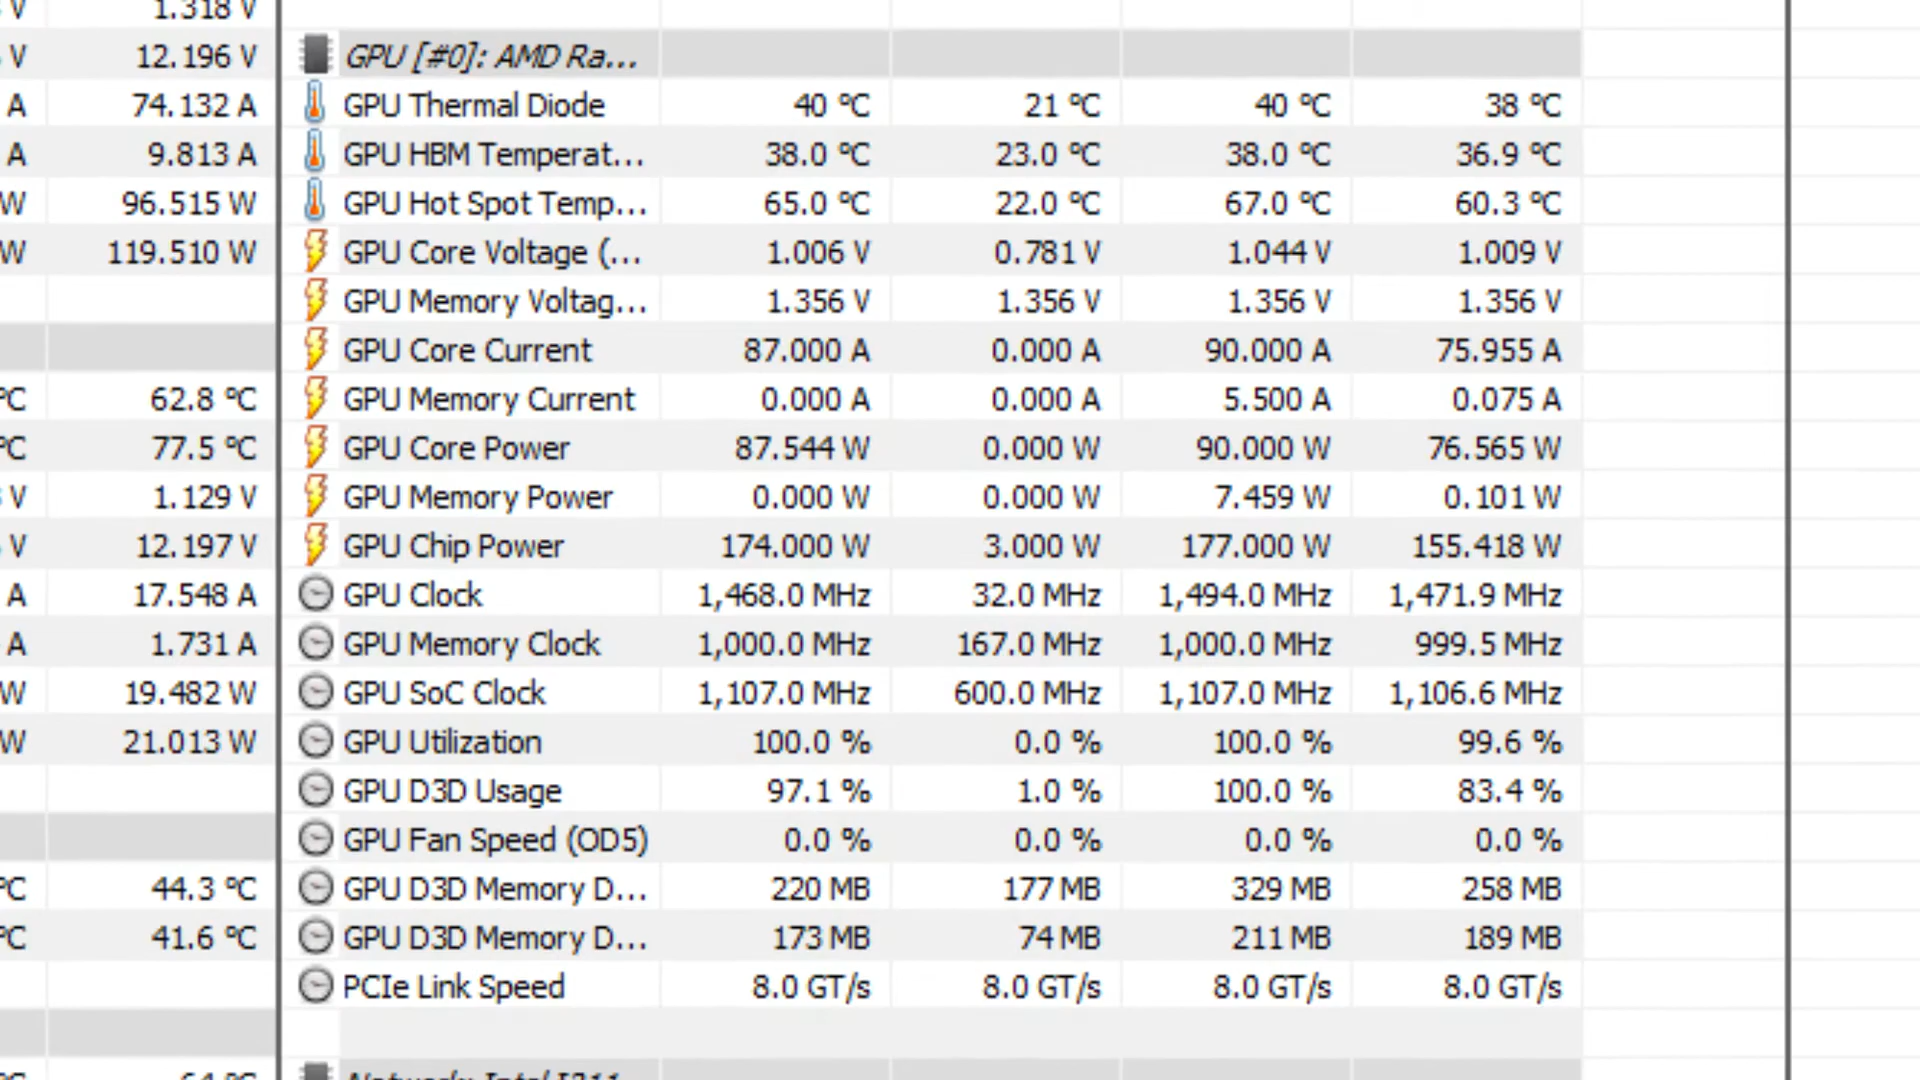 V 1.318 V
V 12.196 V GPU [#0]: AMD Ra...
A 74.132 A GPU Thermal Diode 40 °C 21 °C 40 °C 38 °C
A 9.813 A GPU HBM Temperat... 38.0 °C 23.0 °C 38.0 °C 36.9 °C
W 96.515 W GPU Hot Spot Temp... 65.0 °C 22.0 °C 67.0 °C 60.3 °C
W 119.510 W GPU Core Voltage (... 1.006 V 0.781 V 1.044 V 1.009 V
GPU Memory Voltag... 1.356 V 1.356 V 1.356 V 1.356 V
GPU Core Current 87.000 A 0.000 A 90.000 A 75.955 A
°C 62.8 °C GPU Memory Current 0.000 A 0.000 A 5.500 A 0.075 A
°C 77.5 °C GPU Core Power 87.544 W 0.000 W 90.000 W 76.565 W
V 1.129 V GPU Memory Power 0.000 W 0.000 W 7.459 W 0.101 W
V 12.197 V GPU Chip Power 174.000 W 3.000 W 177.000 W 155.418 W
A 17.548 A GPU Clock 1,468.0 MHz 32.0 MHz 1,494.0 MHz 1,471.9 MHz
A 1.731 A GPU Memory Clock 1,000.0 MHz 167.0 MHz 1,000.0 MHz 999.5 MHz
W 19.482 W GPU SoC Clock 1,107.0 MHz 600.0 MHz 1,107.0 MHz 1,106.6 MHz
W 21.013 W GPU Utilization 100.0 % 0.0 % 100.0 % 99.6 %
GPU D3D Usage 97.1 % 1.0 % 100.0 % 83.4 %
GPU Fan Speed (OD5) 0.0 % 0.0 % 0.0 % 0.0 %
°C 44.3 °C GPU D3D Memory D... 220 MB 177 MB 329 MB 258 MB
°C 41.6 °C GPU D3D Memory D... 173 MB 74 MB 211 MB 189 MB
PCIe Link Speed 8.0 GT/s 8.0 GT/s 8.0 GT/s 8.0 GT/s
°C 64 °C Network: Intel I211